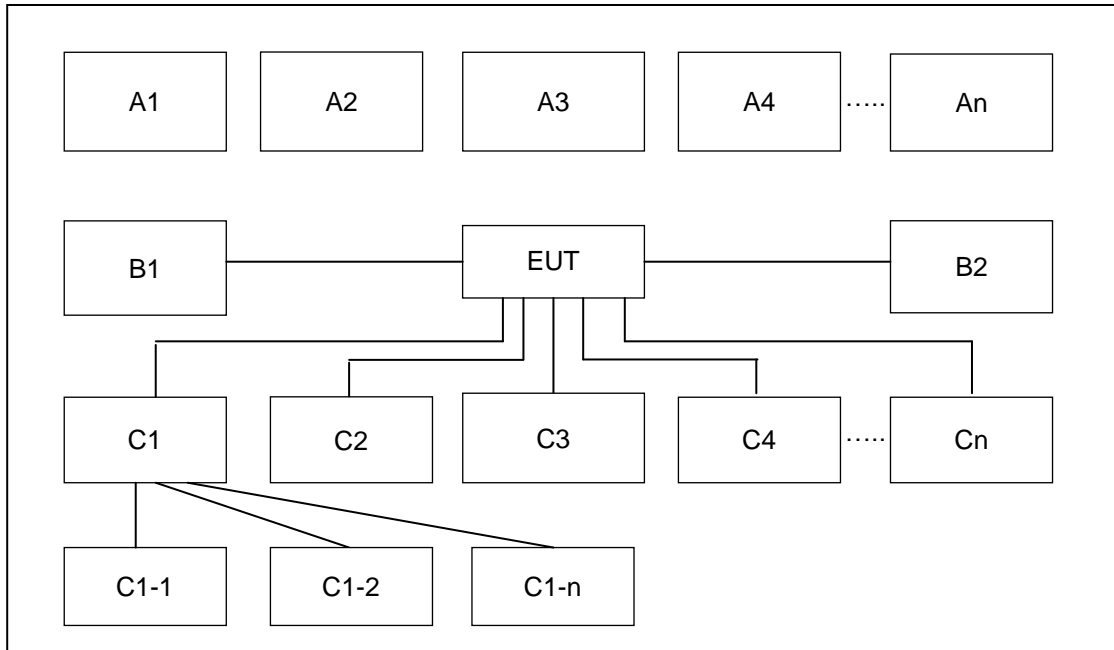 A1 A2 A3 A4 ..... An
B1 EUT B2
C1 C2 C3 C4 ..... Cn
C1-1 C1-2 C1-n